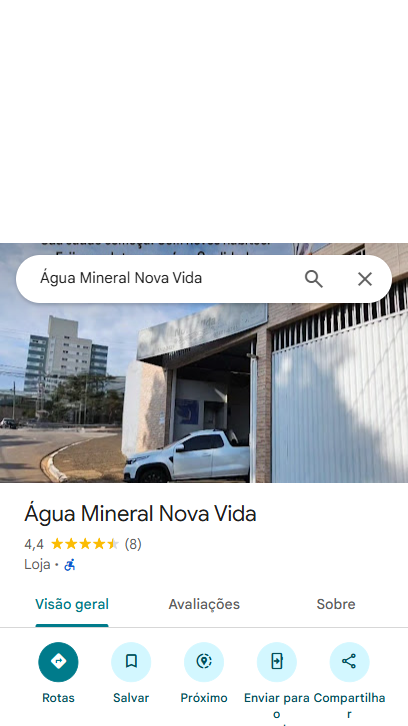 Água Mineral Nova Vida
Água Mineral Nova Vida
4,4 (8)
Loja ·
Visão geral Avaliações Sobre
Rotas Salvar Próximo Enviar para o Compartilhar